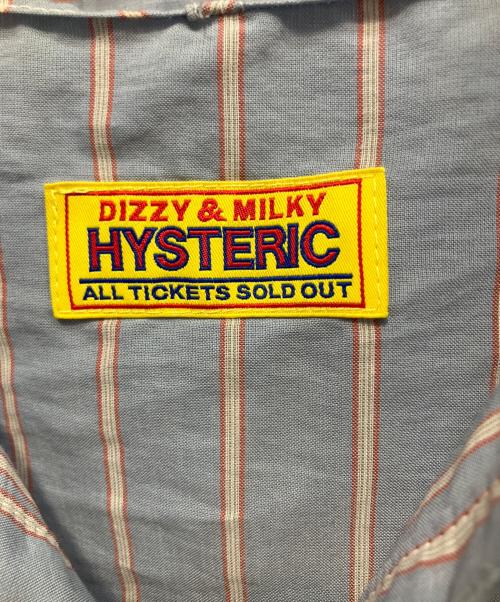 DIZZY & MILKY
HYSTERIC
ALL TICKETS SOLD OUT